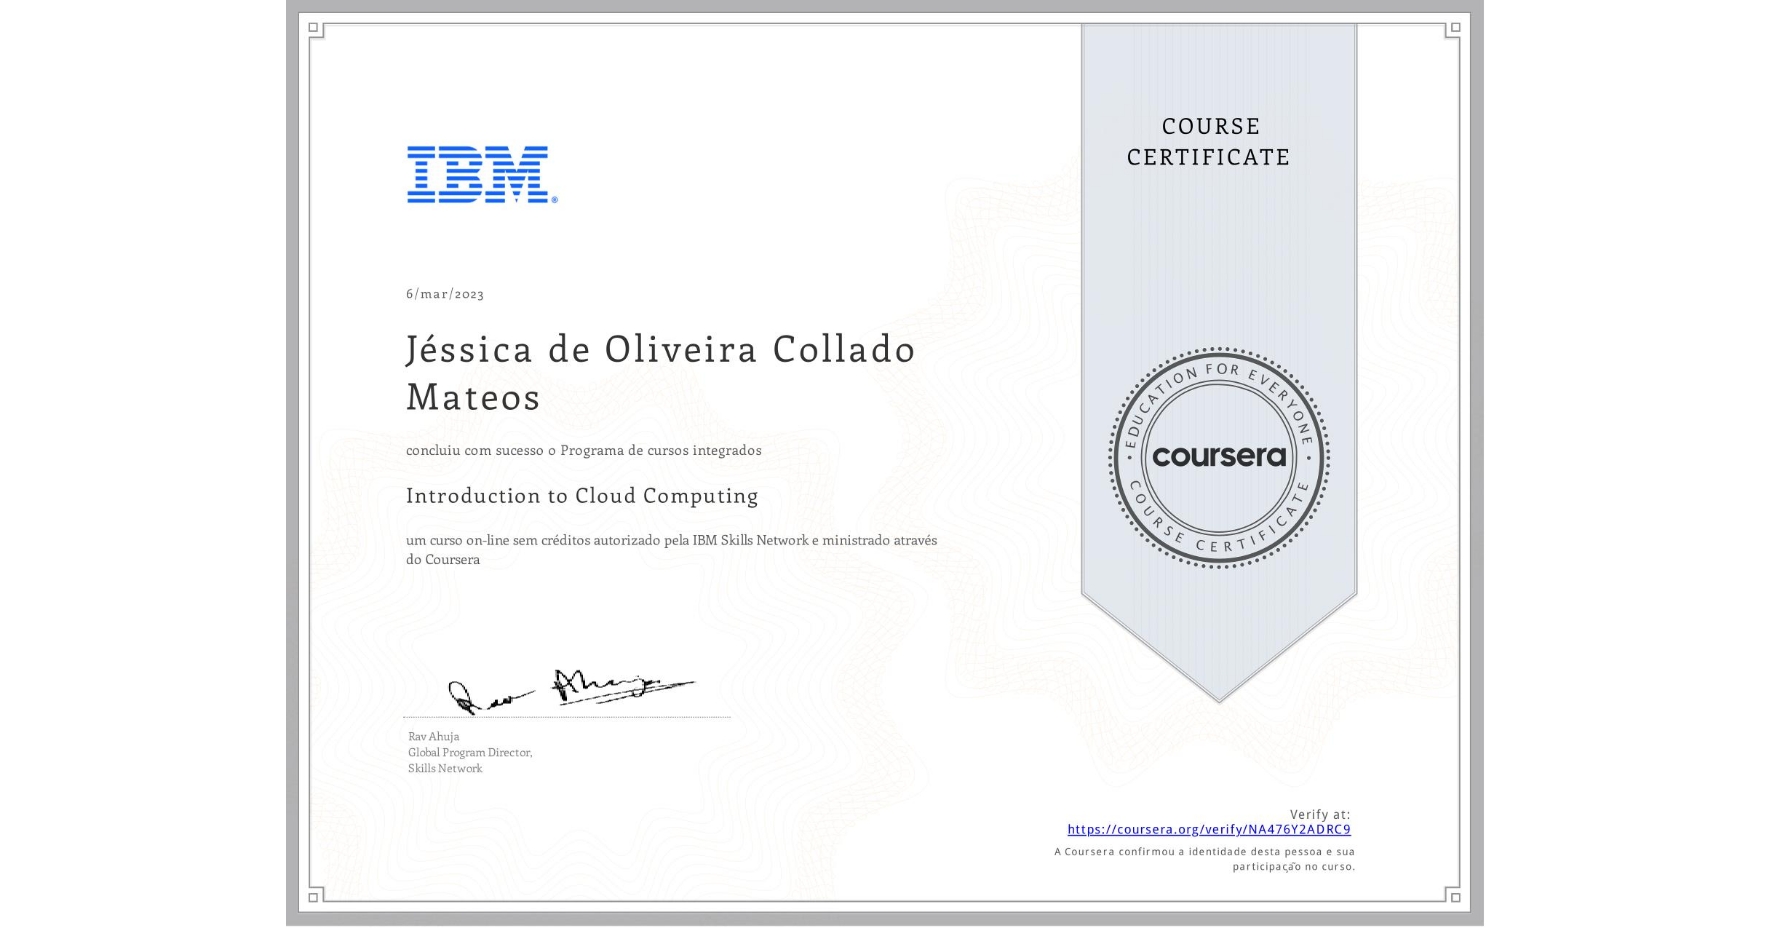 IBM®
COURSE
CERTIFICATE
6/mar/2023
Jéssica de Oliveira Collado
Mateos
concluiu com sucesso o Programa de cursos integrados
Introduction to Cloud Computing
um curso on-line sem créditos autorizado pela IBM Skills Network e ministrado através
do Coursera
EDUCATION FOR EVERYONE
coursera
COURSE CERTIFICATE
Rav Ahuja
Rav Ahuja
Global Program Director,
Skills Network
Verify at:
https://coursera.org/verify/NA476Y2ADRC9
A Coursera confirmou a identidade desta pessoa e sua
participação no curso.